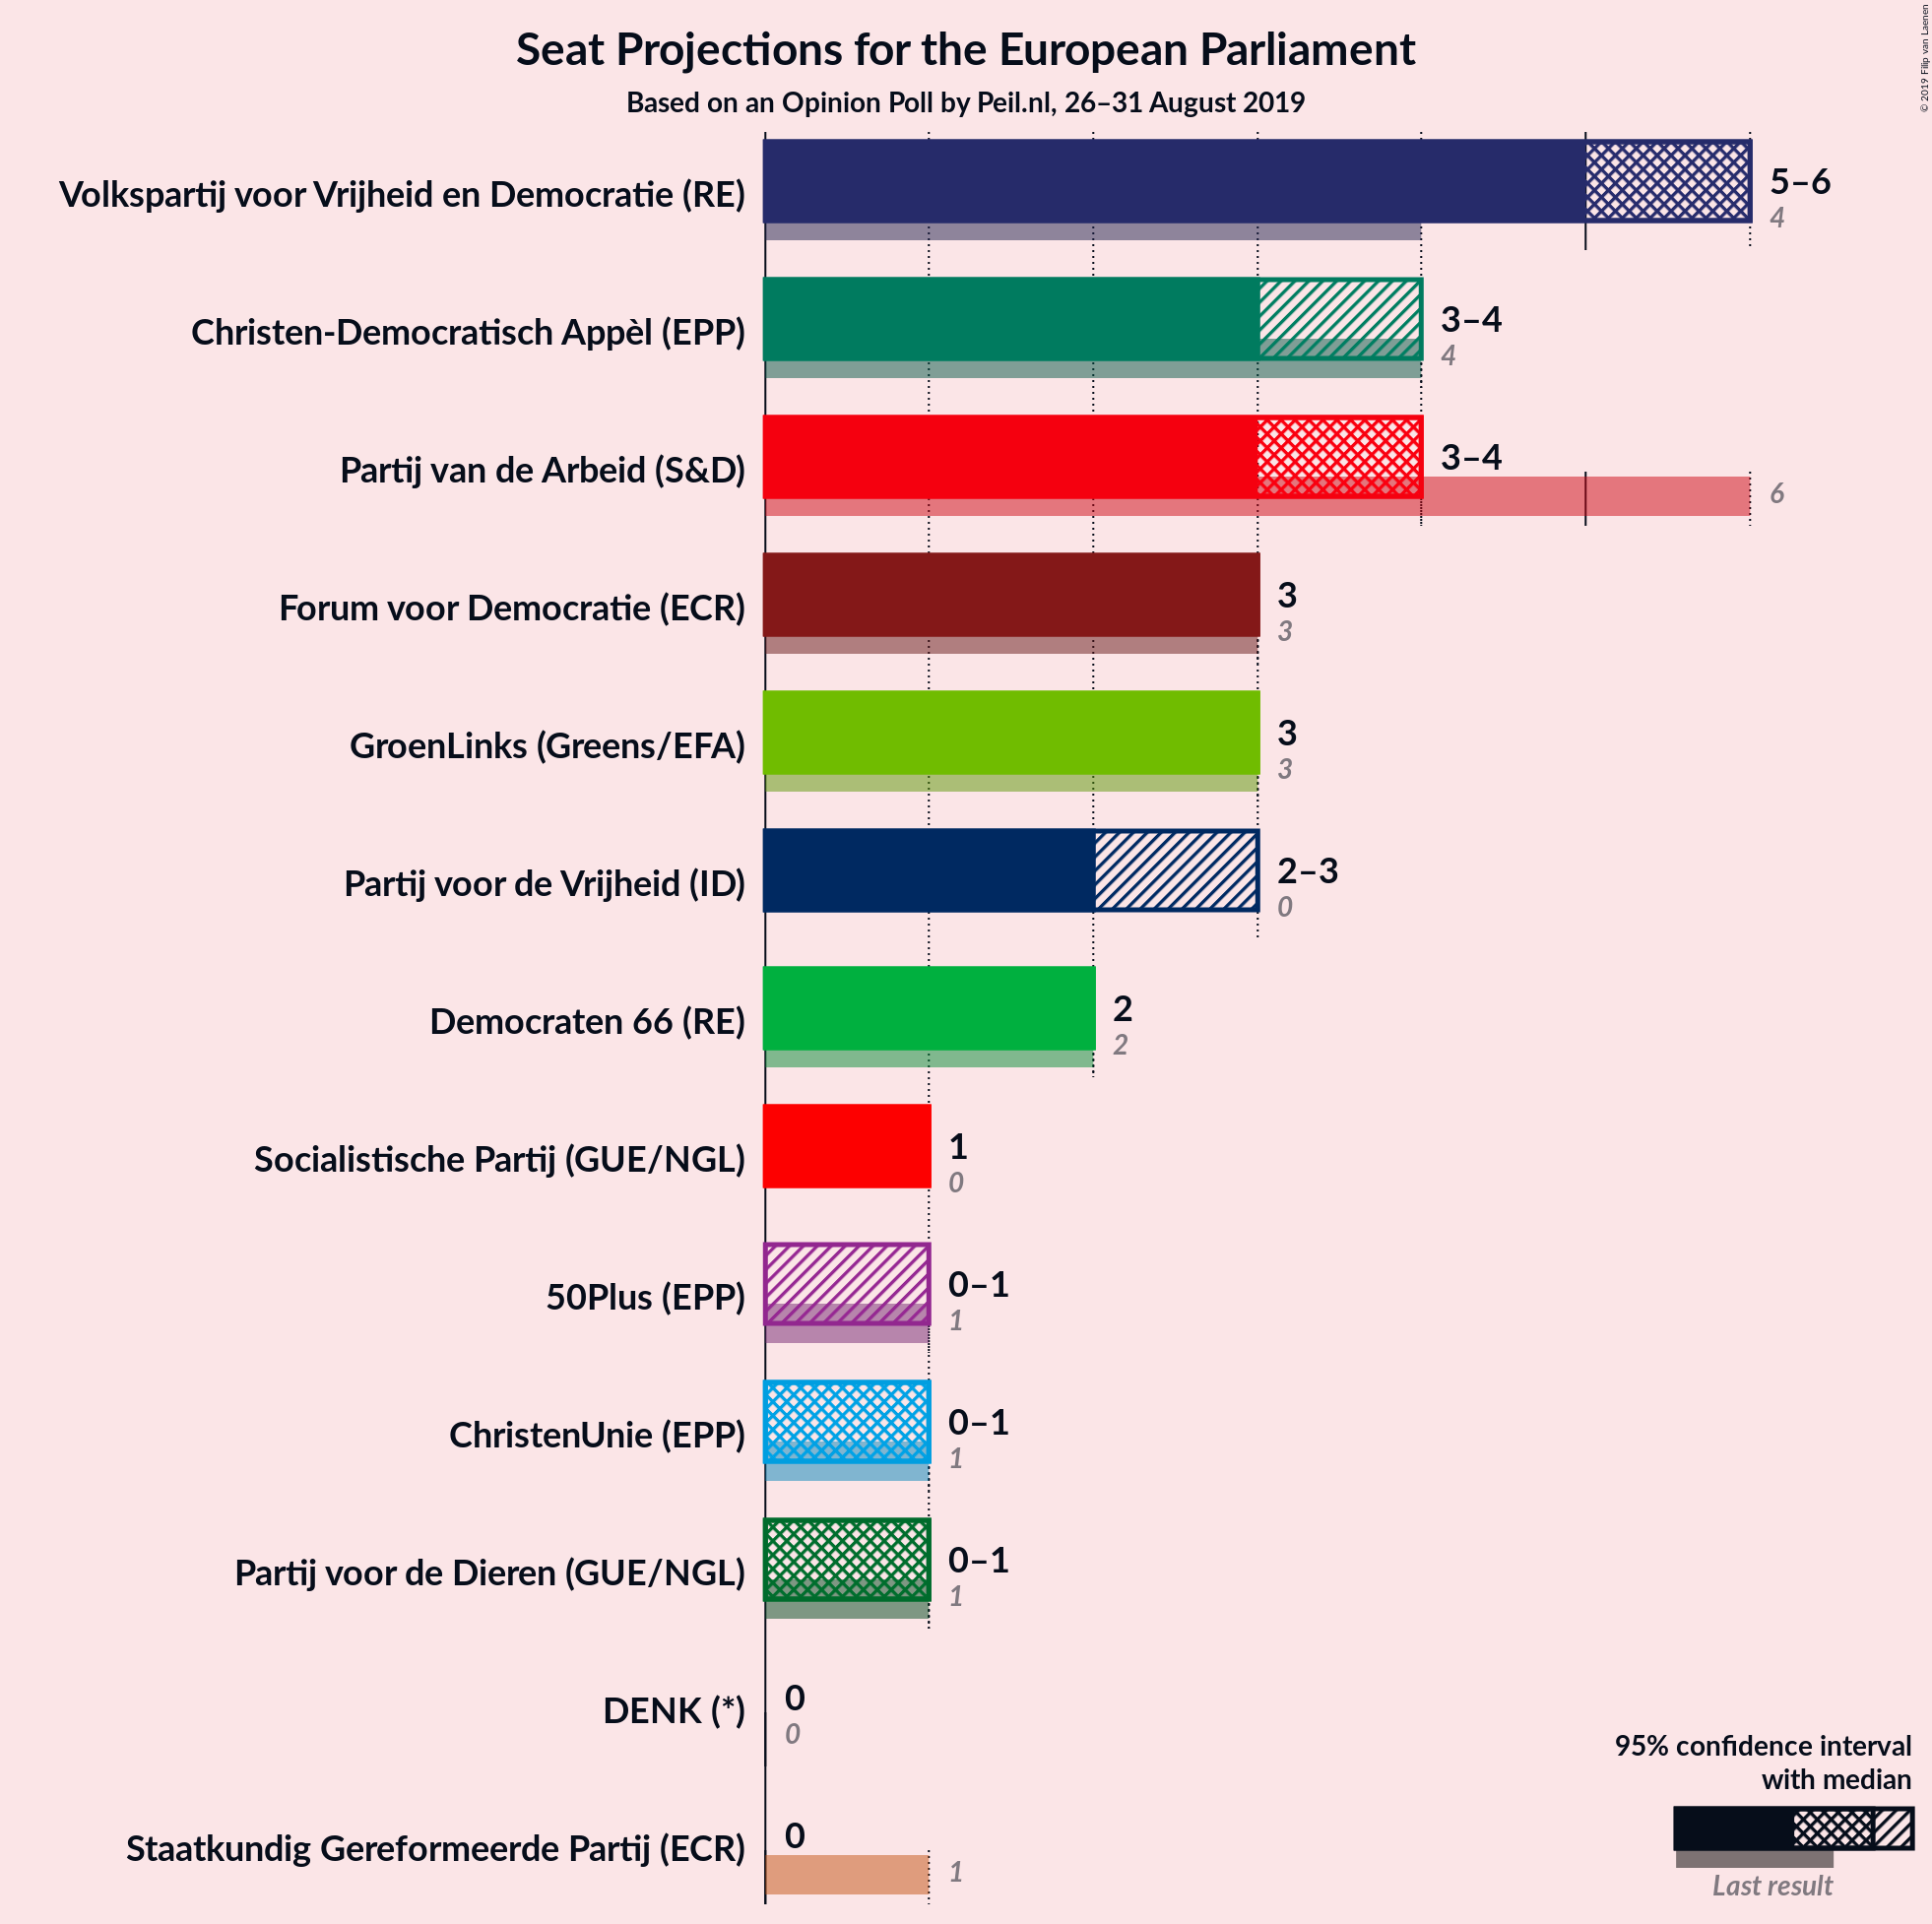 Seat Projections for the European Parliament
Based on an Opinion Poll by Peil.nl, 26–31 August 2019
© 2019 Filip van Laenen
Volkspartij voor Vrijheid en Democratie (RE)
5–6
4
Christen-Democratisch Appèl (EPP)
3–4
4
Partij van de Arbeid (S&D)
3–4
6
Forum voor Democratie (ECR)
3
3
GroenLinks (Greens/EFA)
3
3
Partij voor de Vrijheid (ID)
2–3
0
Democraten 66 (RE)
2
2
Socialistische Partij (GUE/NGL)
1
0
50Plus (EPP)
0–1
1
ChristenUnie (EPP)
0–1
1
Partij voor de Dieren (GUE/NGL)
0–1
1
DENK (*)
0
0
Staatkundig Gereformeerde Partij (ECR)
0
1
95% confidence interval
with median
Last result